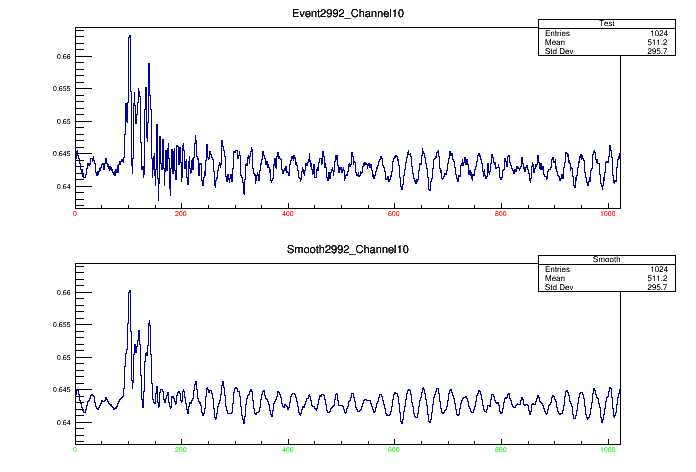 Event2992_Channel10
Test
Entries 1024
Mean 511.2
Std Dev 295.7
0.66
0.655
0.65
0.645
0.64
0 200 400 600 800 1000
Smooth2992_Channel10
Smooth
Entries 1024
Mean 511.2
Std Dev 295.7
0.66
0.655
0.65
0.645
0.64
0 200 400 600 800 1000